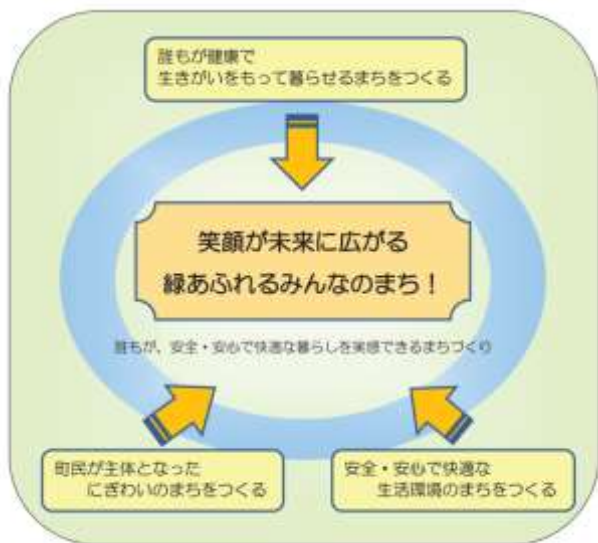 誰もが健康で
生きがいをもって暮らせるまちをつくる
笑顔が未来に広がる
緑あふれるみんなのまち！
誰もが、安全・安心で快適な暮らしを実感できるまちづくり
町民が主体となった
にぎわいのまちをつくる
安全・安心で快適な
生活環境のまちをつくる